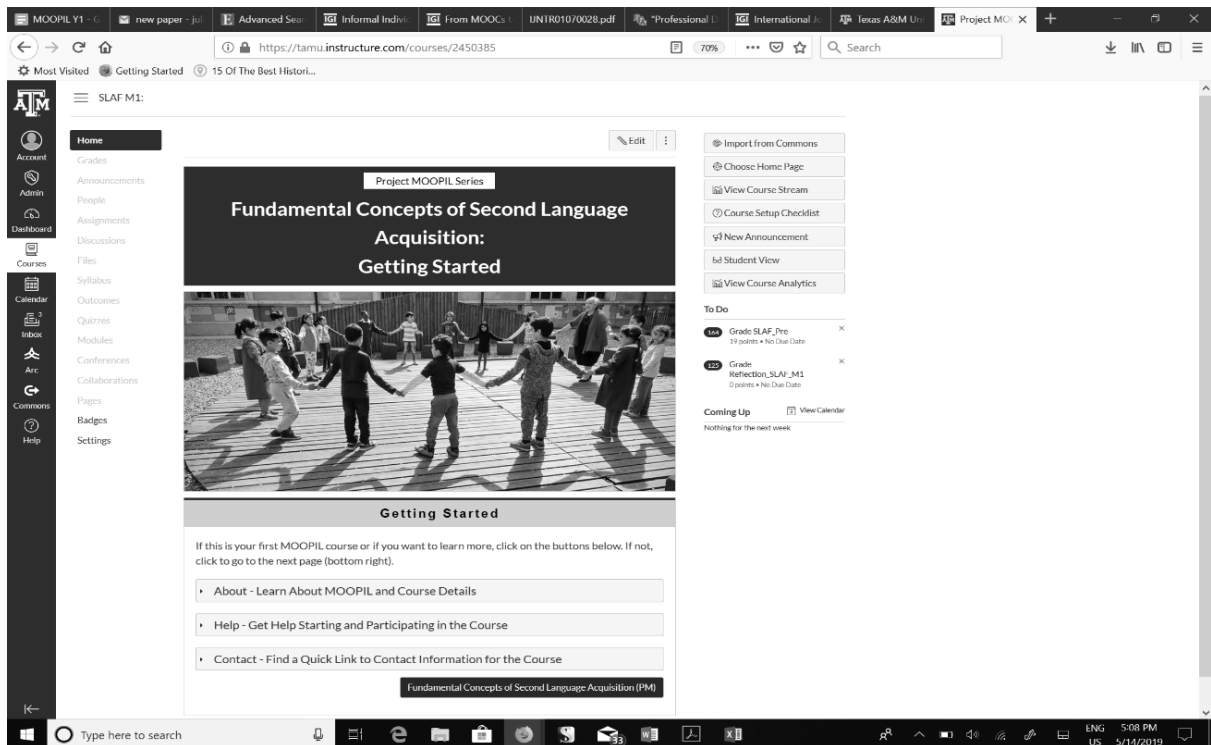 MOOPIL Y1 - G
new paper - jul
Advanced Sear
IGI Informal Indivic
IGI From MOOCs t
IJNTR01070028.pdf
"Professional D
IGI International Jo
Texas A&M Uni
Project MO
https://tamu.instructure.com/courses/2450385
70%
Search
Most Visited
Getting Started
15 Of The Best Histori...
SLAF M1:
Account
Admin
Dashboard
Courses
Calendar
3
Inbox
Arc
Commons
Help
Home
Grades
Announcements
People
Assignments
Discussions
Files
Syllabus
Outcomes
Quizzes
Modules
Conferences
Collaborations
Pages
Badges
Settings
Edit
Project MOOPIL Series
Fundamental Concepts of Second Language
Acquisition:
Getting Started
Getting Started
If this is your first MOOPIL course or if you want to learn more, click on the buttons below. If not,
click to go to the next page (bottom right).
About - Learn About MOOPIL and Course Details
Help - Get Help Starting and Participating in the Course
Contact - Find a Quick Link to Contact Information for the Course
Fundamental Concepts of Second Language Acquisition (PM)
Import from Commons
Choose Home Page
View Course Stream
Course Setup Checklist
New Announcement
Student View
View Course Analytics
To Do
164 Grade SLAF_Pre
19 points • No Due Date
125 Grade
Reflection_SLAF_M1
0 points • No Due Date
Coming Up
View Calendar
Nothing for the next week
Type here to search
33
ENG
US
5:08 PM
5/14/2019